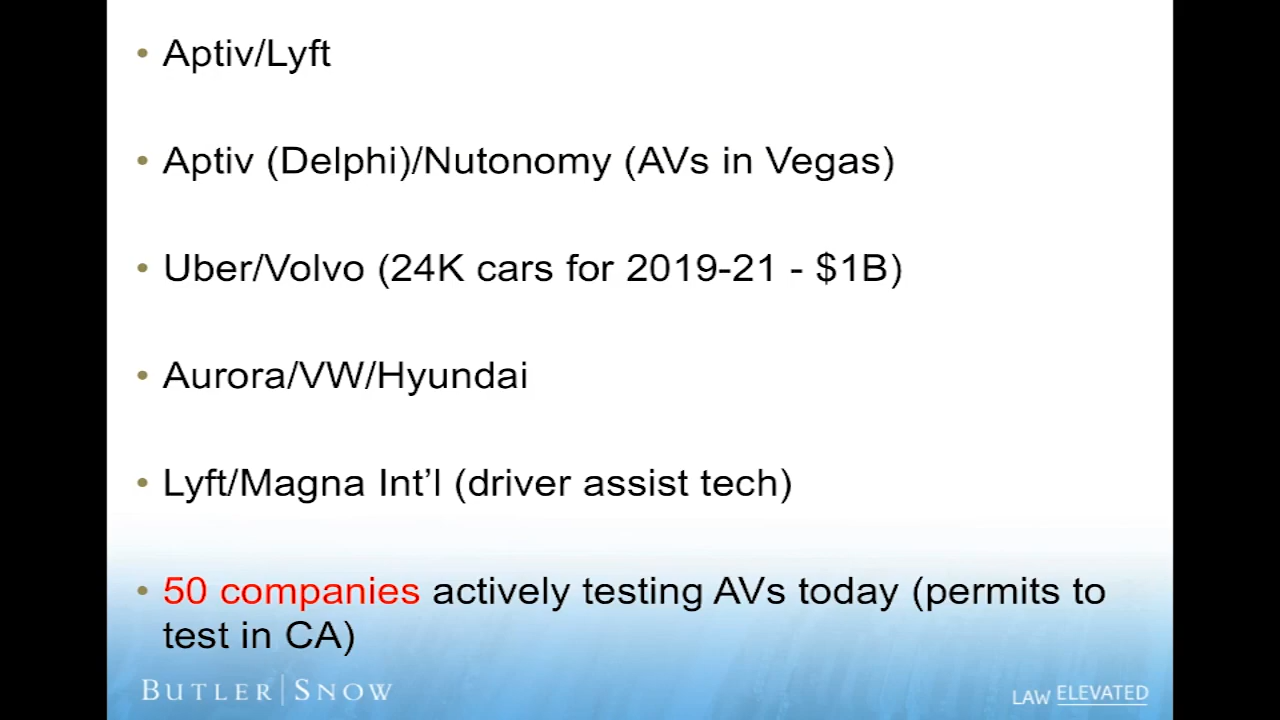 • Aptiv/Lyft
• Aptiv (Delphi)/Nutonomy (AVs in Vegas)
• Uber/Volvo (24K cars for 2019-21 - $1B)
• Aurora/VW/Hyundai
• Lyft/Magna Int’l (driver assist tech)
• 50 companies actively testing AVs today (permits to
test in CA)
BUTLER | SNOW
LAW ELEVATED